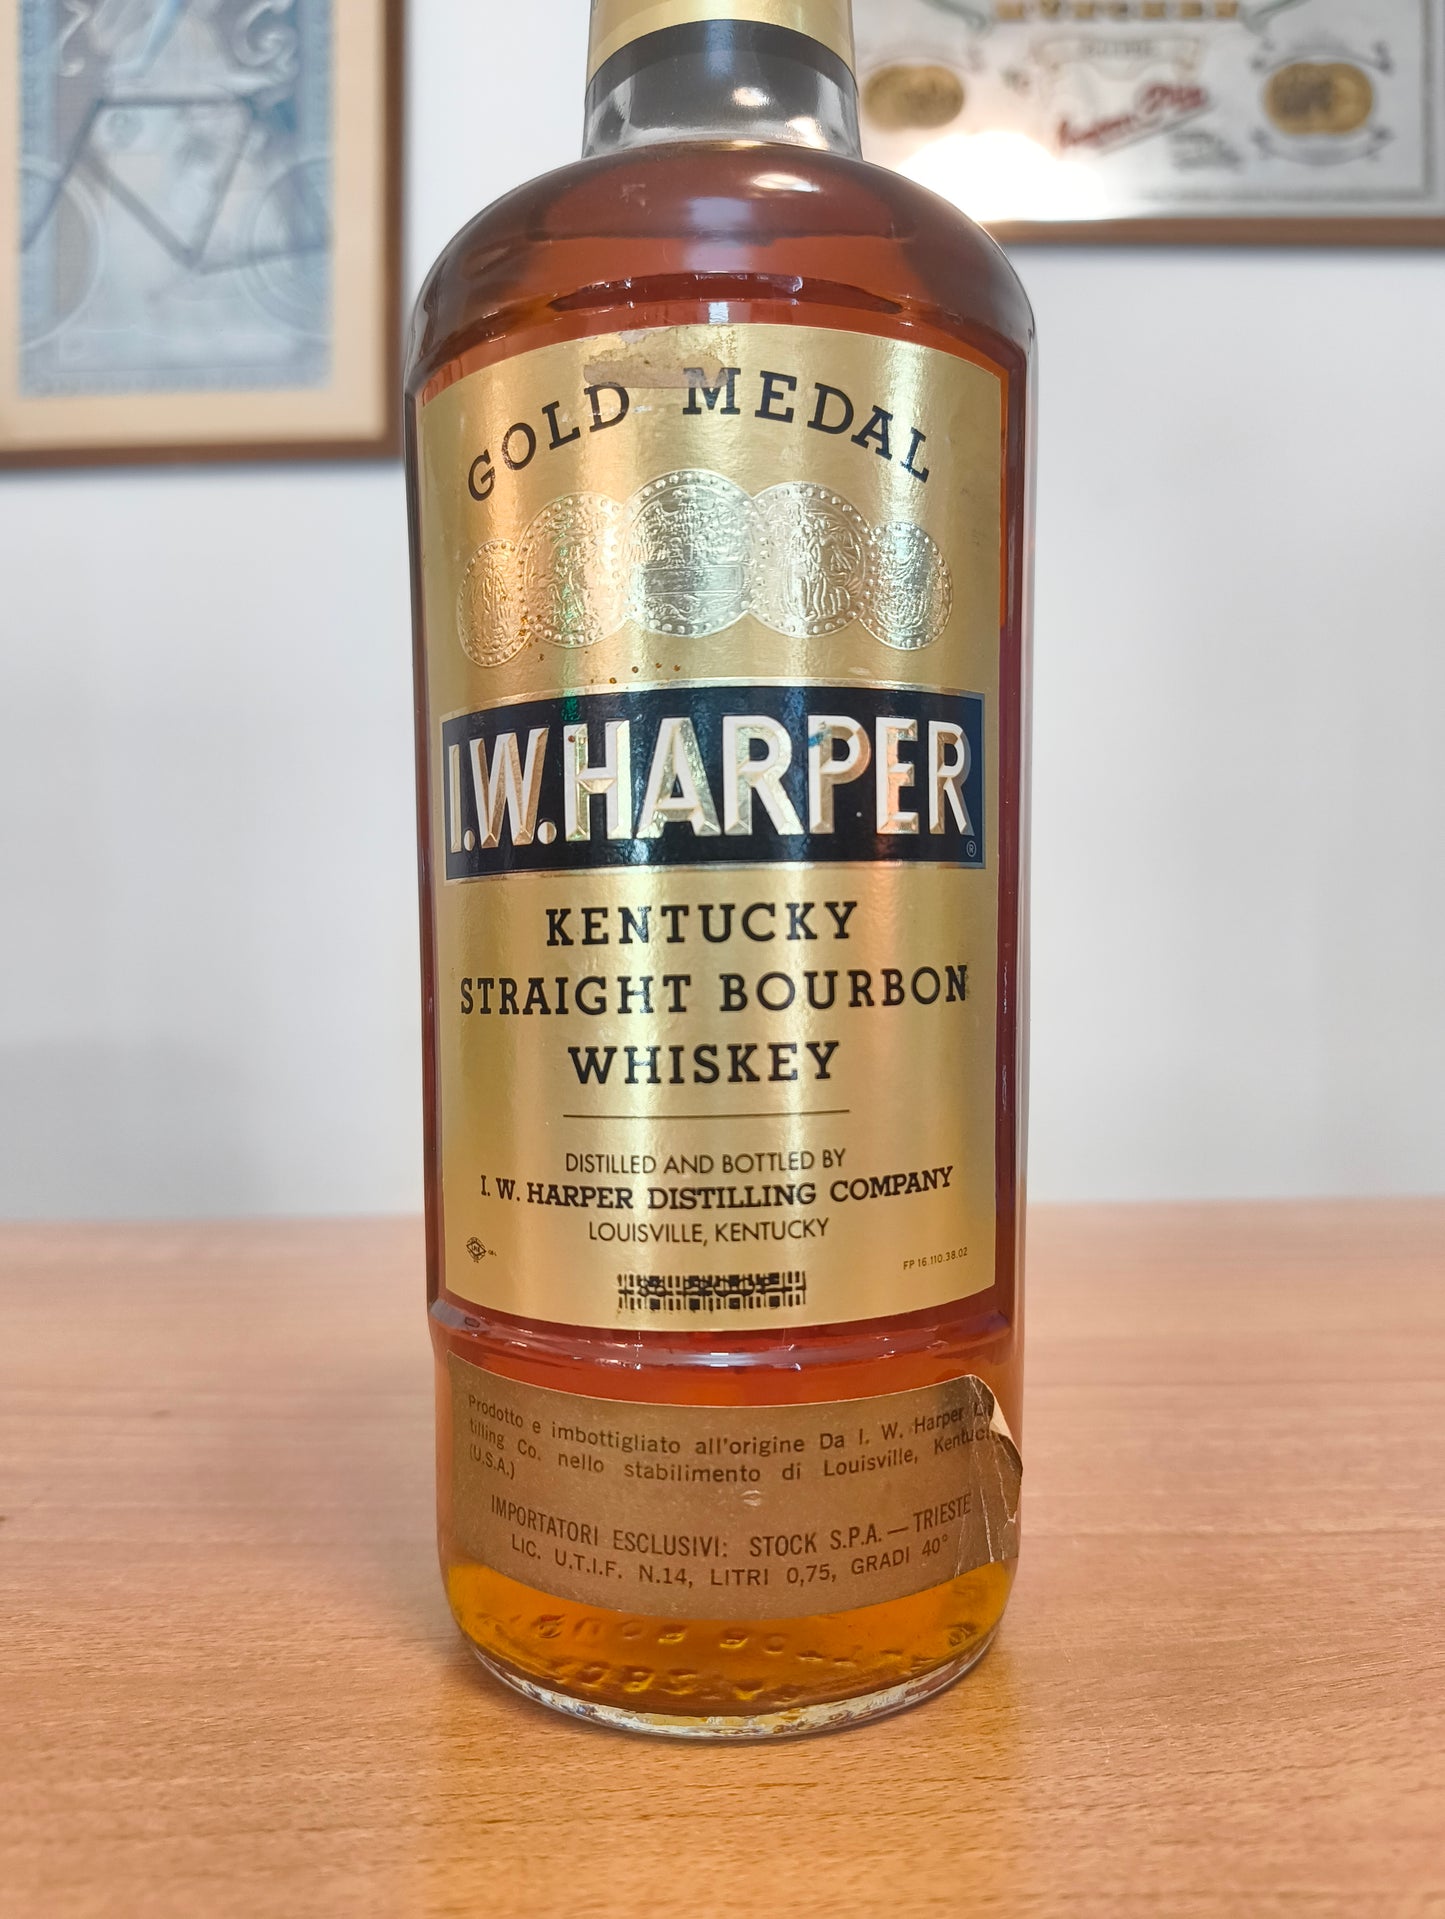 GOLD MEDAL
I.W.HARPER
®
KENTUCKY
STRAIGHT BOURBON
WHISKEY
DISTILLED AND BOTTLED BY
I. W. HARPER DISTILLING COMPANY
LOUISVILLE, KENTUCKY
FP 16.110.38.02
Prodotto e imbottigliato all'origine Da I. W. Harper
tilling Co. nello stabilimento di Louisville,
(U.S.A.)
IMPORTATORI ESCLUSIVI: STOCK S.P.A. — TRIESTE
LIC. U.T.I.F. N.14, LITRI 0,75, GRADI 40°